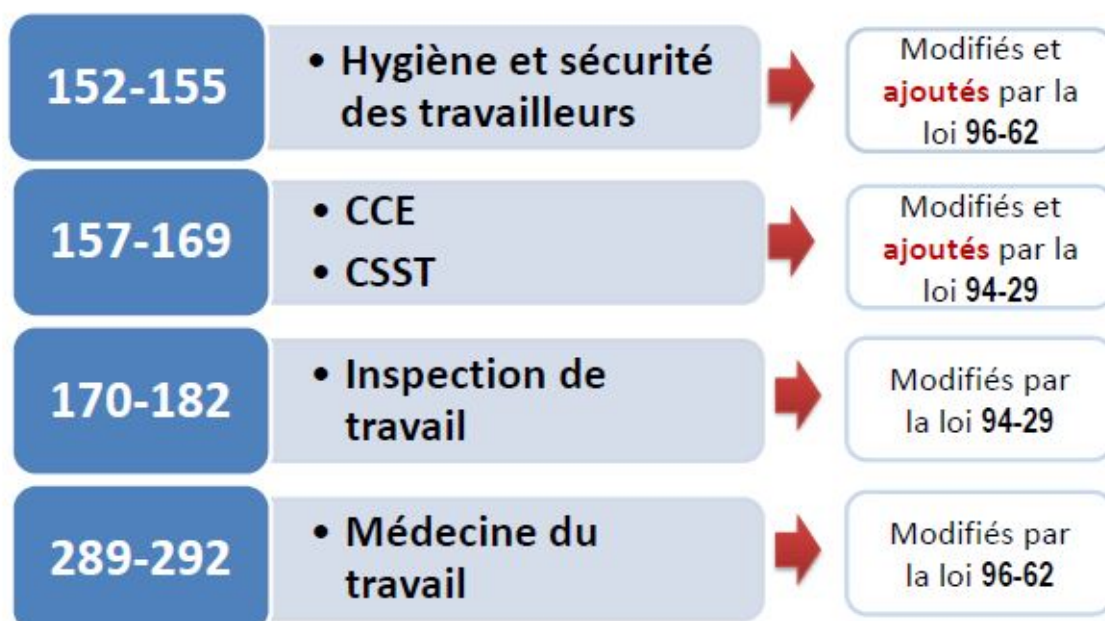 152-155
• Hygiène et sécurité
des travailleurs
Modifiés et
ajoutés par la
loi 96-62
157-169
• CCE
• CSST
Modifiés et
ajoutés par la
loi 94-29
170-182
• Inspection de
travail
Modifiés par
la loi 94-29
289-292
• Médecine du
travail
Modifiés par
la loi 96-62